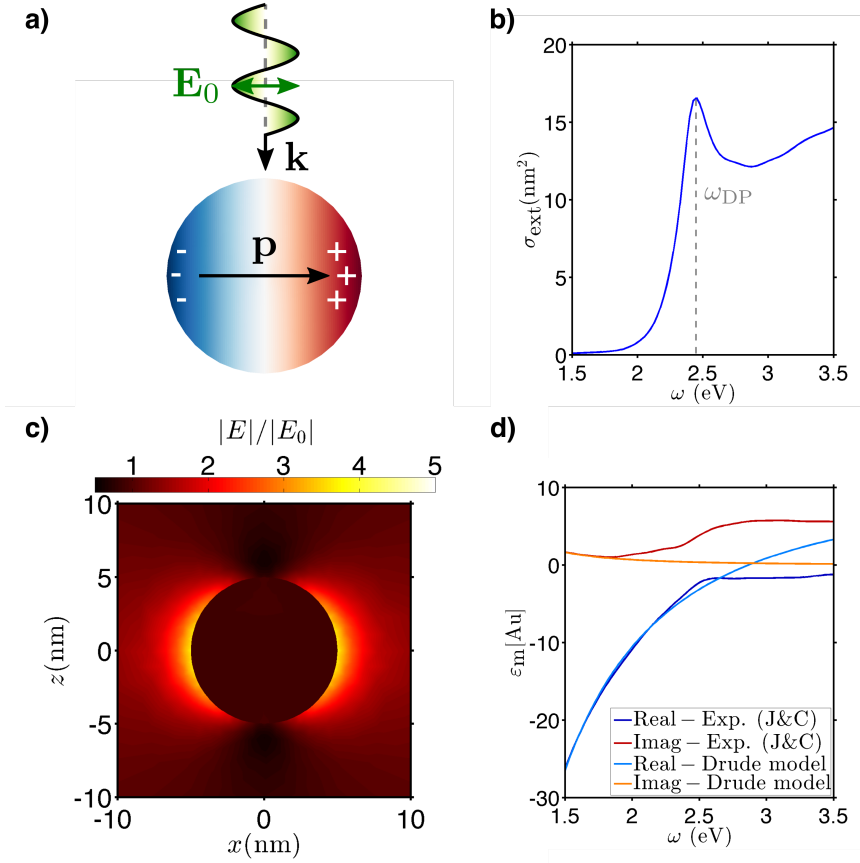 a)
E₀
k
p
- + 
- +
- +
b)
20
15
10
5
0
σext(nm²)
ωDP
1.5 2 2.5 3 3.5
ω (eV)
c)
|E|/|E₀|
1 2 3 4 5
10
5
0
-5
-10
z(nm)
-10 0 10
x(nm)
d)
10
0
-10
-20
-30
εm[Au]
Real – Exp. (J&C)
Imag – Exp. (J&C)
Real – Drude model
Imag – Drude model
1.5 2 2.5 3 3.5
ω (eV)